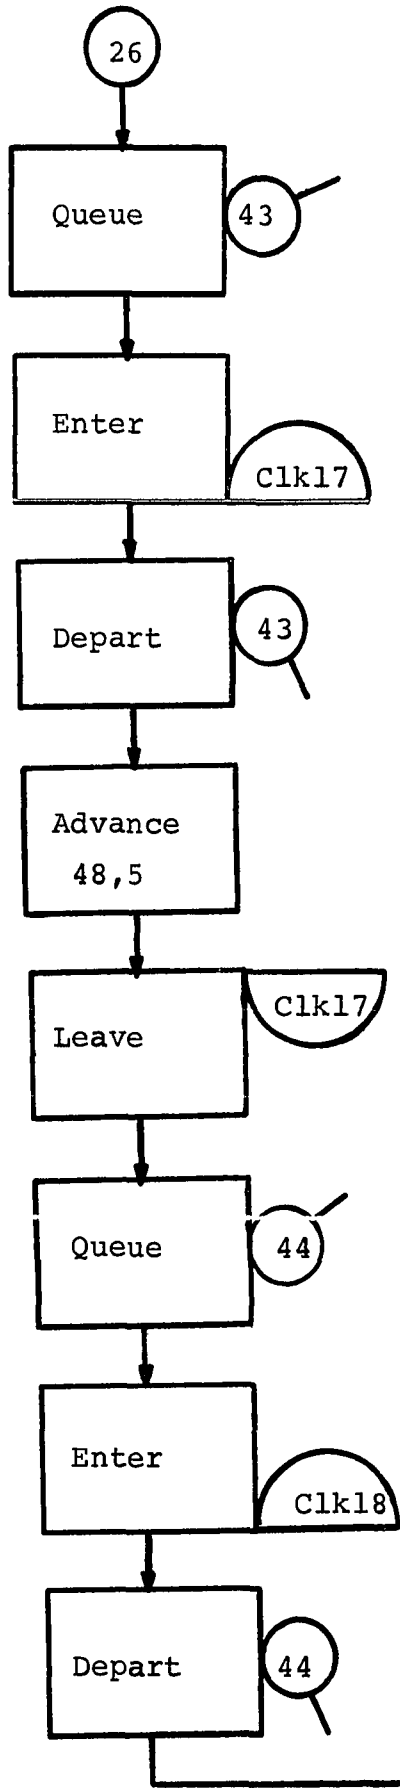 26
Queue
43
Enter
Clk17
Depart
43
Advance
48,5
Leave
Clk17
Queue
44
Enter
Clk18
Depart
44